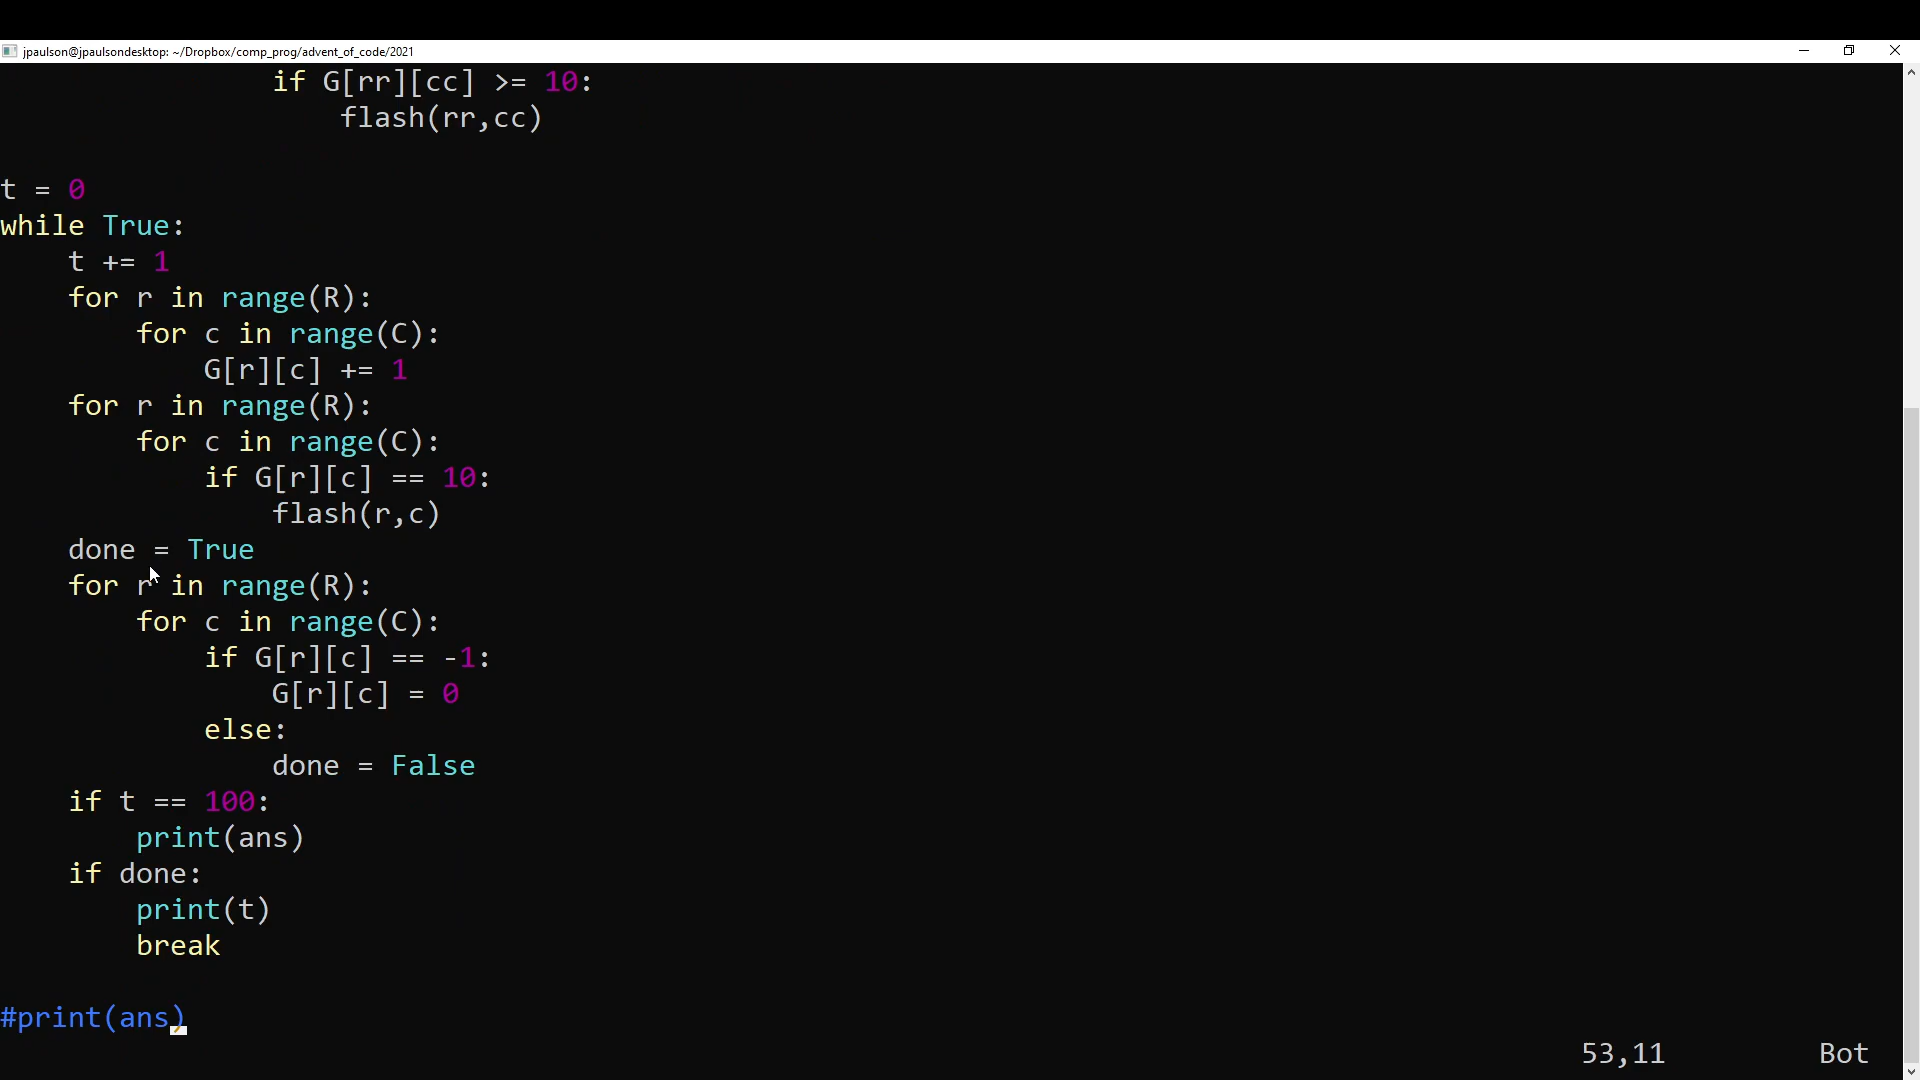 jpaulson@jpaulsondesktop: ~/Dropbox/comp_prog/advent_of_code/2021
                if G[rr][cc] >= 10:
                    flash(rr,cc)

t = 0
while True:
    t += 1
    for r in range(R):
        for c in range(C):
            G[r][c] += 1
    for r in range(R):
        for c in range(C):
            if G[r][c] == 10:
                flash(r,c)
    done = True
    for r in range(R):
        for c in range(C):
            if G[r][c] == -1:
                G[r][c] = 0
            else:
                done = False
    if t == 100:
        print(ans)
    if done:
        print(t)
        break

#print(ans)
53,11 Bot